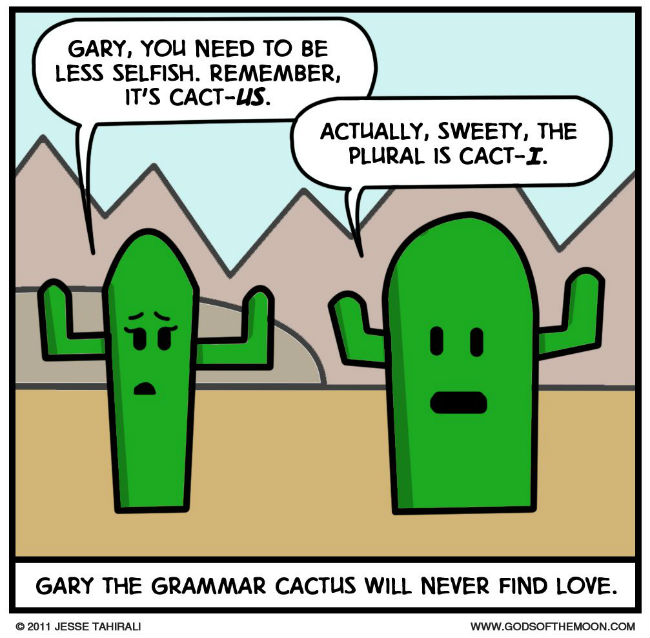 GARY, YOU NEED TO BE
LESS SELFISH. REMEMBER,
IT'S CACT-US.
ACTUALLY, SWEETY, THE
PLURAL IS CACT-I.
GARY THE GRAMMAR CACTUS WILL NEVER FIND LOVE.
© 2011 JESSE TAHIRALI
WWW.GODSOFTHEMOON.COM